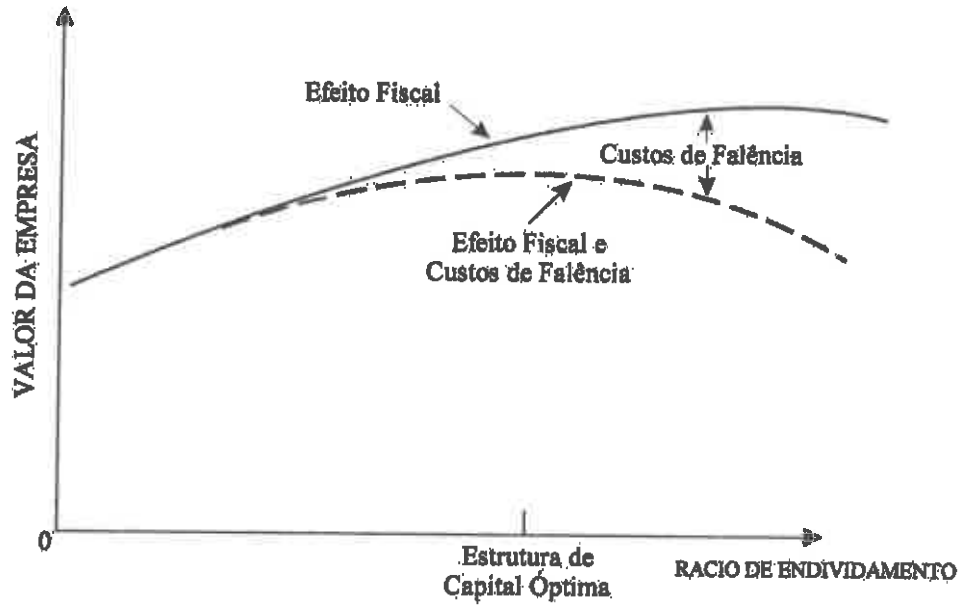 Efeito Fiscal
Custos de Falência
Efeito Fiscal e
Custos de Falência
VALOR DA EMPRESA
0
Estrutura de
Capital Óptima
RACIO DE ENDIVIDAMENTO